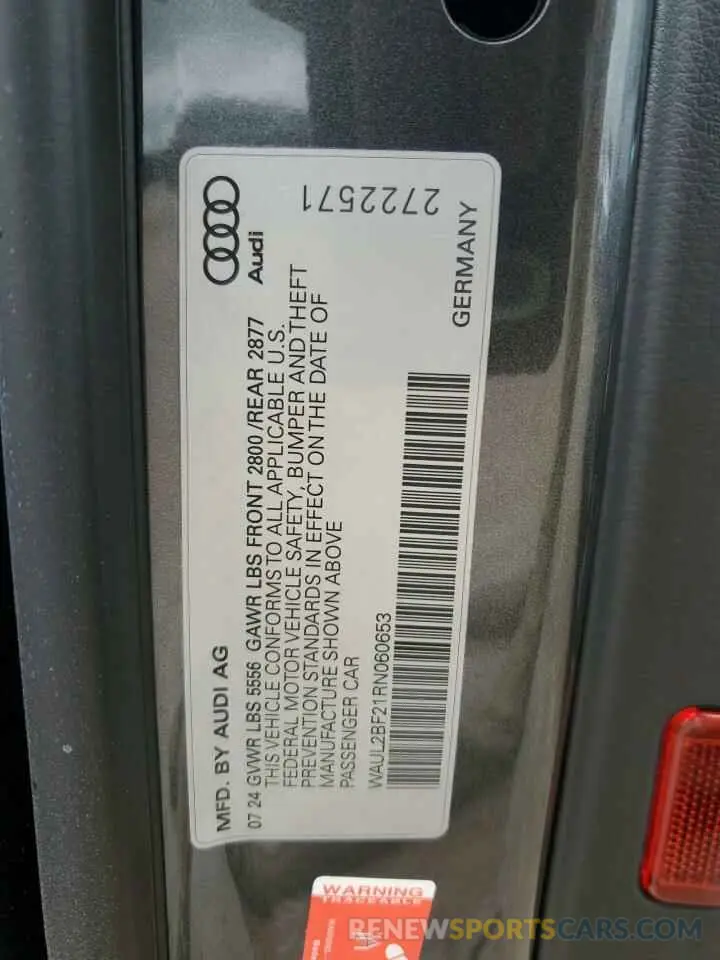 MFD. BY AUDI AG
Audi
07 24 GVWR LBS 5556 GAWR LBS FRONT 2800/REAR 2877
THIS VEHICLE CONFORMS TO ALL APPLICABLE U.S.
FEDERAL MOTOR VEHICLE SAFETY, BUMPER AND THEFT
PREVENTION STANDARDS IN EFFECT ON THE DATE OF
MANUFACTURE SHOWN ABOVE
PASSENGER CAR
WAUL2BF21RN060653
GERMANY
2722571
WARNING
TRACEABLE
RENEWSPORTSCARS.COM